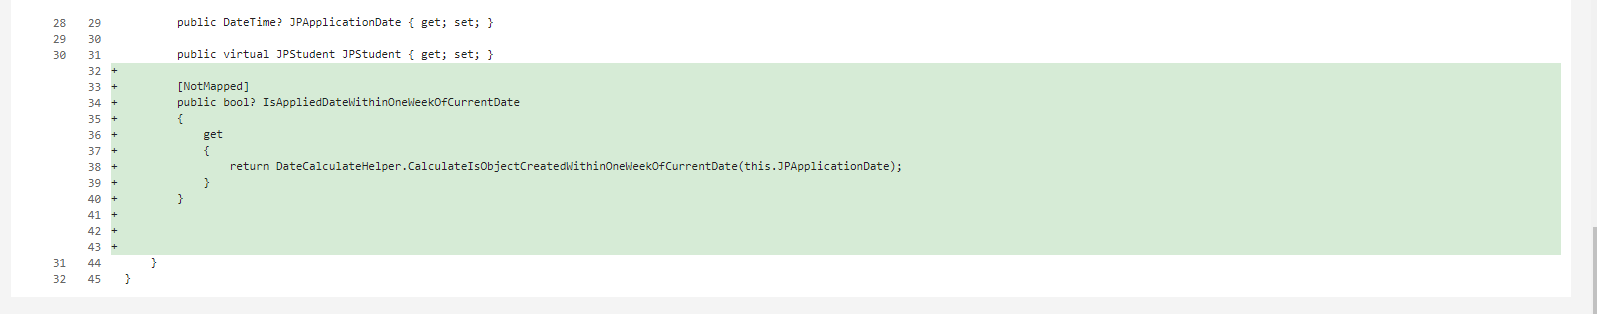 28 29 public DateTime? JPApplicationDate { get; set; }
29 30
30 31 public virtual JPStudent JPStudent { get; set; }
32 +
33 + [NotMapped]
34 + public bool? IsAppliedDateWithinOneWeekOfCurrentDate
35 + {
36 + get
37 + {
38 + return DateCalculateHelper.CalculateIsObjectCreatedWithinOneWeekOfCurrentDate(this.JPApplicationDate);
39 + }
40 + }
41 +
42 +
43 +
31 44 }
32 45 }